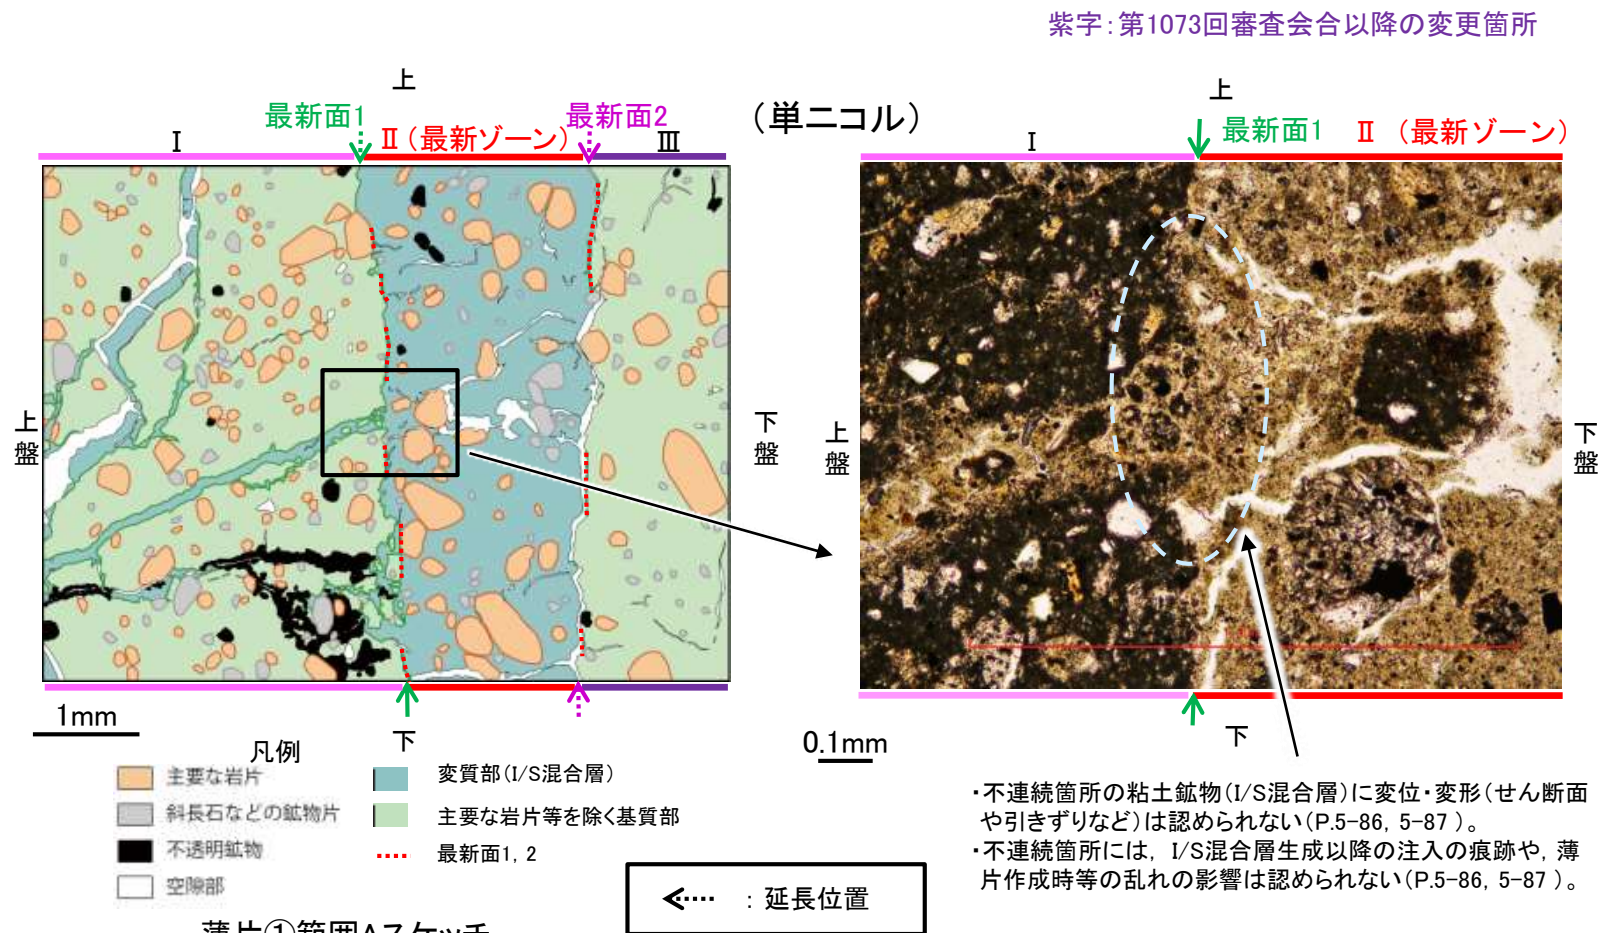 紫字：第1073回審査会合以降の変更箇所
（単ニコル）
上
最新面1
最新面2
Ⅰ
Ⅱ（最新ゾーン）
Ⅲ
上盤
下盤
1mm
下
上
最新面1
Ⅰ
Ⅱ （最新ゾーン）
上盤
下盤
0.1mm
下
凡例
主要な岩片
斜長石などの鉱物片
不透明鉱物
空隙部
変質部（I/S混合層）
主要な岩片等を除く基質部
最新面1，2
：延長位置
・不連続箇所の粘土鉱物（I/S混合層）に変位・変形（せん断面
や引きずりなど）は認められない（P.5-86，5-87 ）。
・不連続箇所には，I/S混合層生成以降の注入の痕跡や，薄
片作成時等の乱れの影響は認められない（P.5-86，5-87 ）。
薄片①範囲Aスケッチ